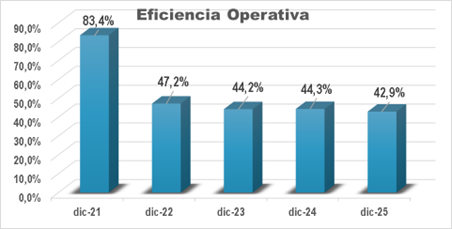 Eficiencia Operativa
90,0%
80,0%
70,0%
60,0%
50,0%
40,0%
30,0%
20,0%
10,0%
0,0%
83,4%
47,2%
44,2%
44,3%
42,9%
dic-21
dic-22
dic-23
dic-24
dic-25